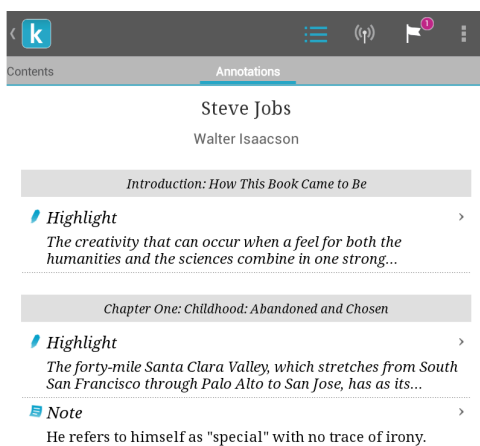 k
1
Contents
Annotations
Steve Jobs
Walter Isaacson
Introduction: How This Book Came to Be
Highlight
The creativity that can occur when a feel for both the
humanities and the sciences combine in one strong...
Chapter One: Childhood: Abandoned and Chosen
Highlight
The forty-mile Santa Clara Valley, which stretches from South
San Francisco through Palo Alto to San Jose, has as its...
Note
He refers to himself as "special" with no trace of irony.